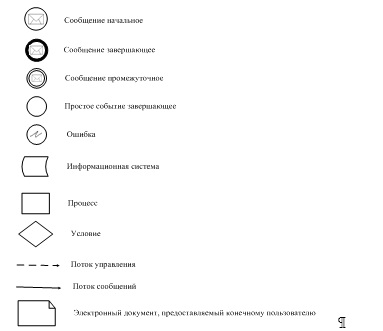 Сообщение начальное
Сообщение завершающее
Сообщение промежуточное
Простое событие завершающее
Ошибка
Информационная система
Процесс
Условие
Поток управления
Поток сообщений
Электронный документ, предоставляемый конечному пользователю
¶